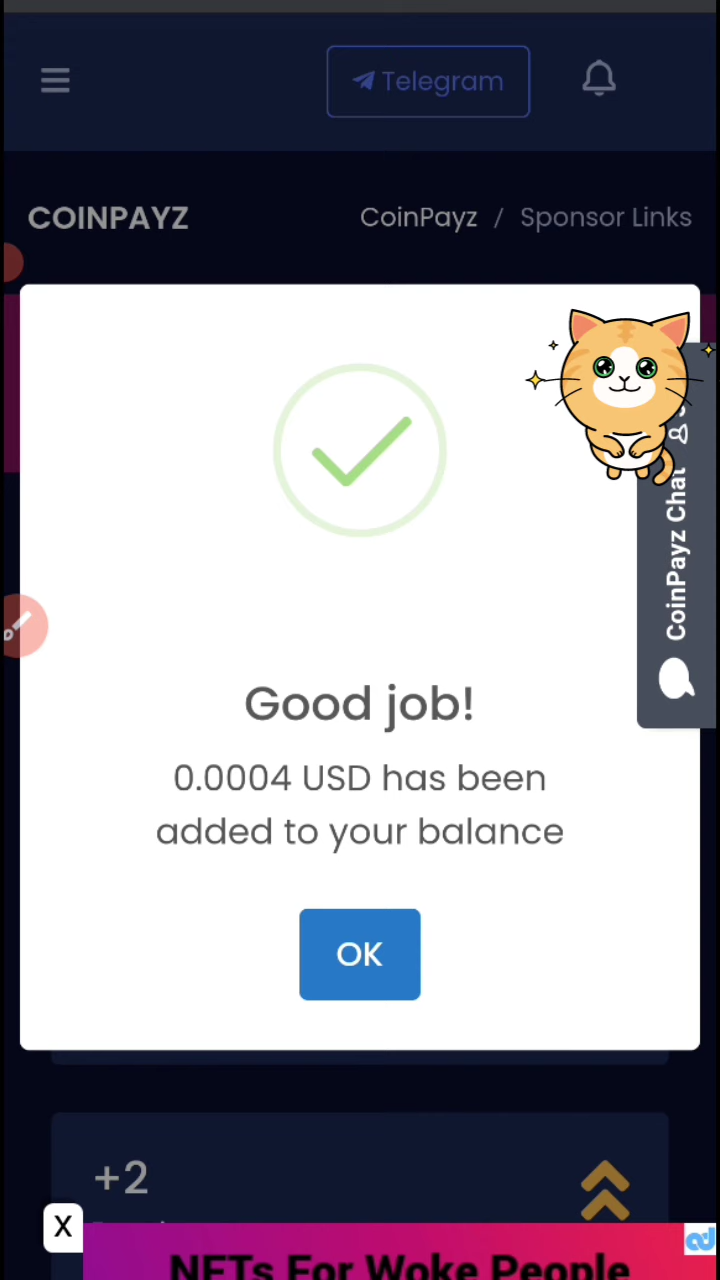 Telegram
COINPAYZ
CoinPayz / Sponsor Links
CoinPayz Chat
Good job!
0.0004 USD has been
added to your balance
OK
+2
X
NFTs For Woke People